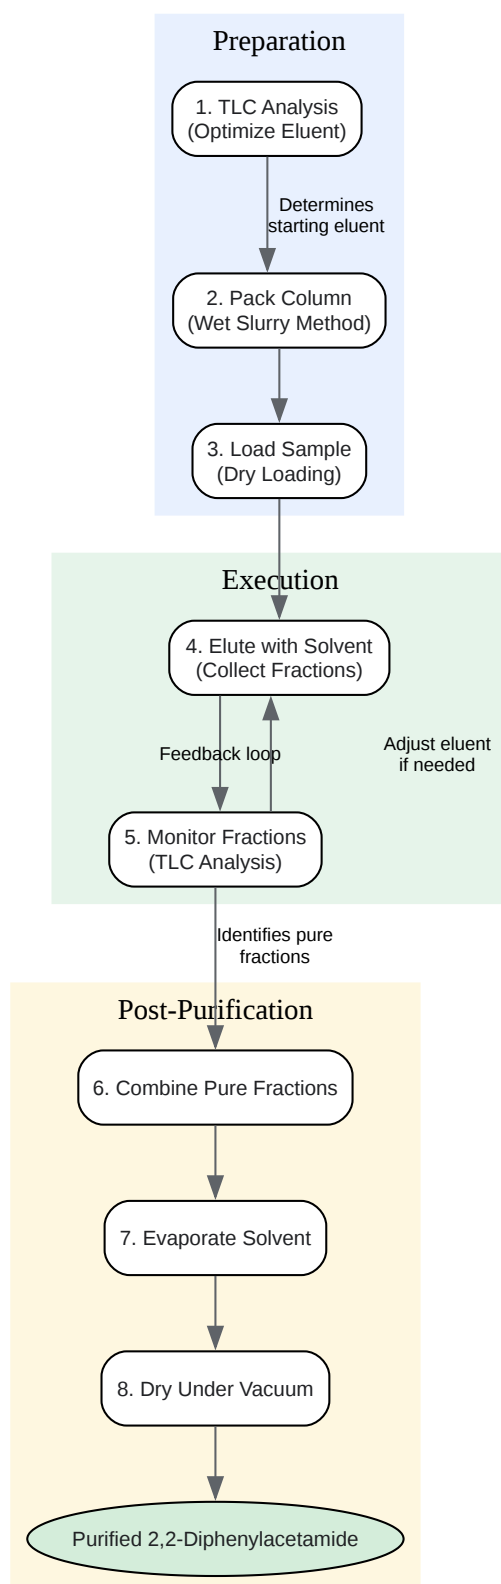 Preparation
1. TLC Analysis
(Optimize Eluent)
Determines
starting eluent
2. Pack Column
(Wet Slurry Method)
3. Load Sample
(Dry Loading)
Execution
4. Elute with Solvent
(Collect Fractions)
Feedback loop
Adjust eluent
if needed
5. Monitor Fractions
(TLC Analysis)
Identifies pure
fractions
Post-Purification
6. Combine Pure Fractions
7. Evaporate Solvent
8. Dry Under Vacuum
Purified 2,2-Diphenylacetamide